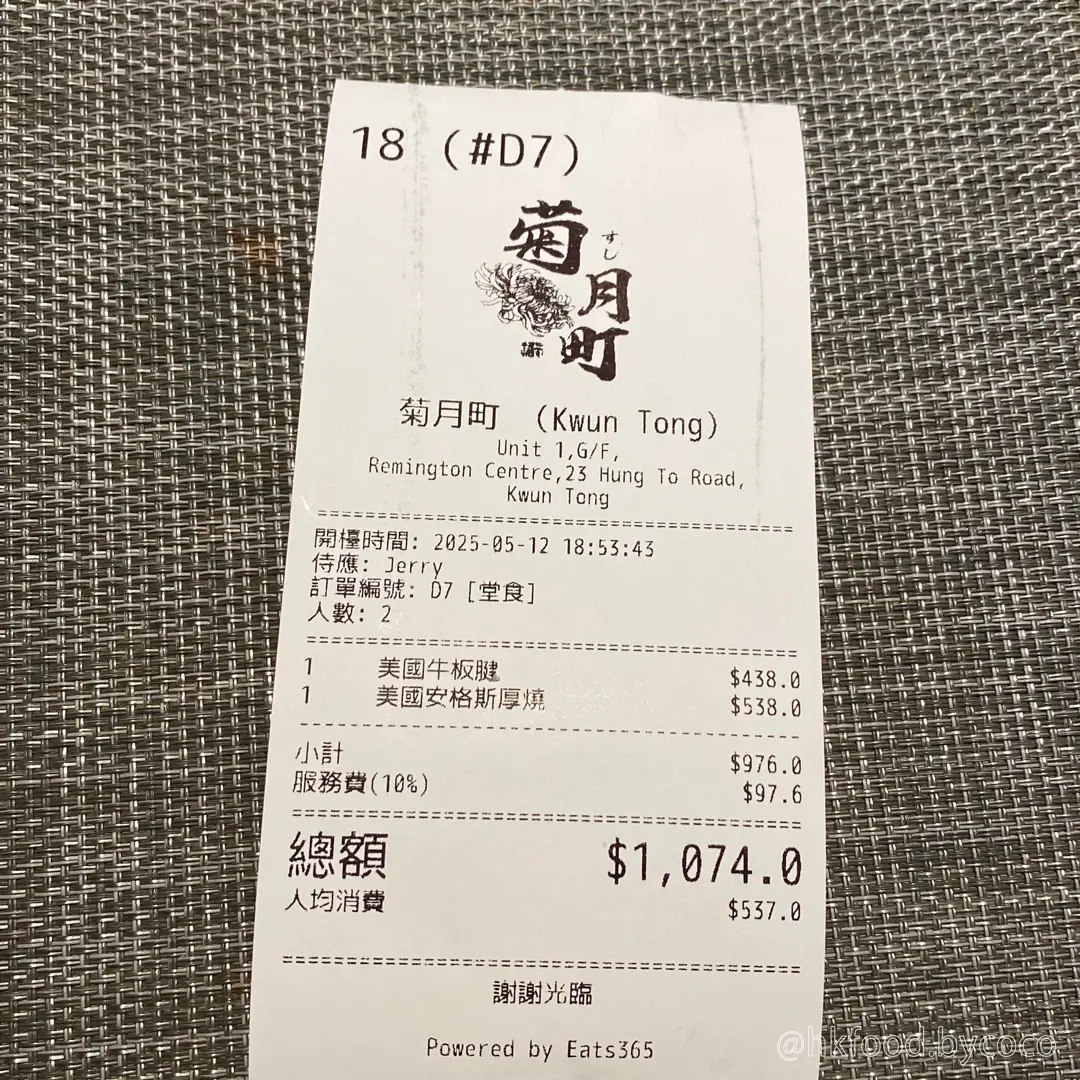 18 (#D7)
菊月町
すし
菊月町 (Kwun Tong)
Unit 1,G/F,
Remington Centre,23 Hung To Road,
Kwun Tong
開檯時間: 2025-05-12 18:53:43
侍應: Jerry
訂單編號: D7 [堂食]
人數: 2
1 美國牛板腱 $438.0
1 美國安格斯厚燒 $538.0
小計 $976.0
服務費(10%) $97.6
總額 $1,074.0
人均消費 $537.0
謝謝光臨
Powered by Eats365
@hkfood.bycoco